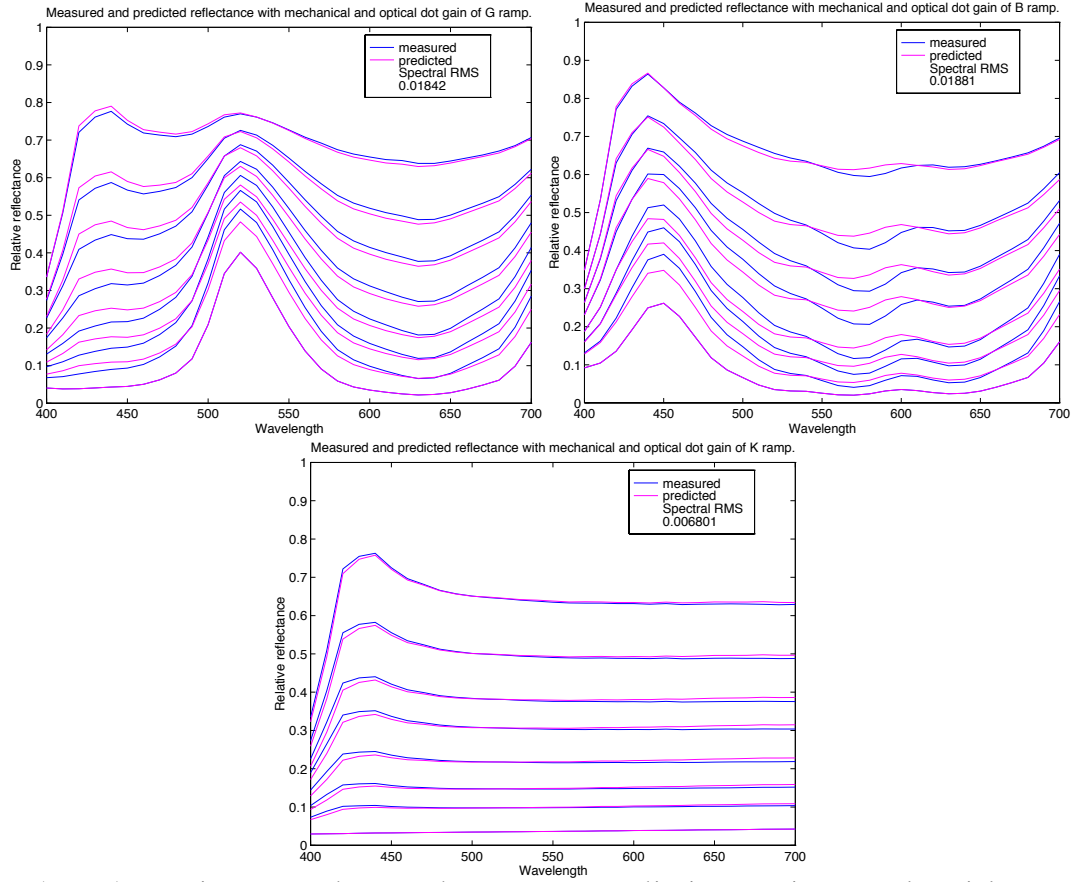 Measured and predicted reflectance with mechanical and optical dot gain of G ramp.
1
0.9
0.8
0.7
0.6
0.5
0.4
0.3
0.2
0.1
0
Relative reflectance
measured
predicted
Spectral RMS
0.01842
400 450 500 550 600 650 700
Wavelength
Measured and predicted reflectance with mechanical and optical dot gain of B ramp.
1
0.9
0.8
0.7
0.6
0.5
0.4
0.3
0.2
0.1
0
Relative reflectance
measured
predicted
Spectral RMS
0.01881
400 450 500 550 600 650 700
Wavelength
Measured and predicted reflectance with mechanical and optical dot gain of K ramp.
1
0.9
0.8
0.7
0.6
0.5
0.4
0.3
0.2
0.1
0
Relative reflectance
measured
predicted
Spectral RMS
0.006801
400 450 500 550 600 650 700
Wavelength